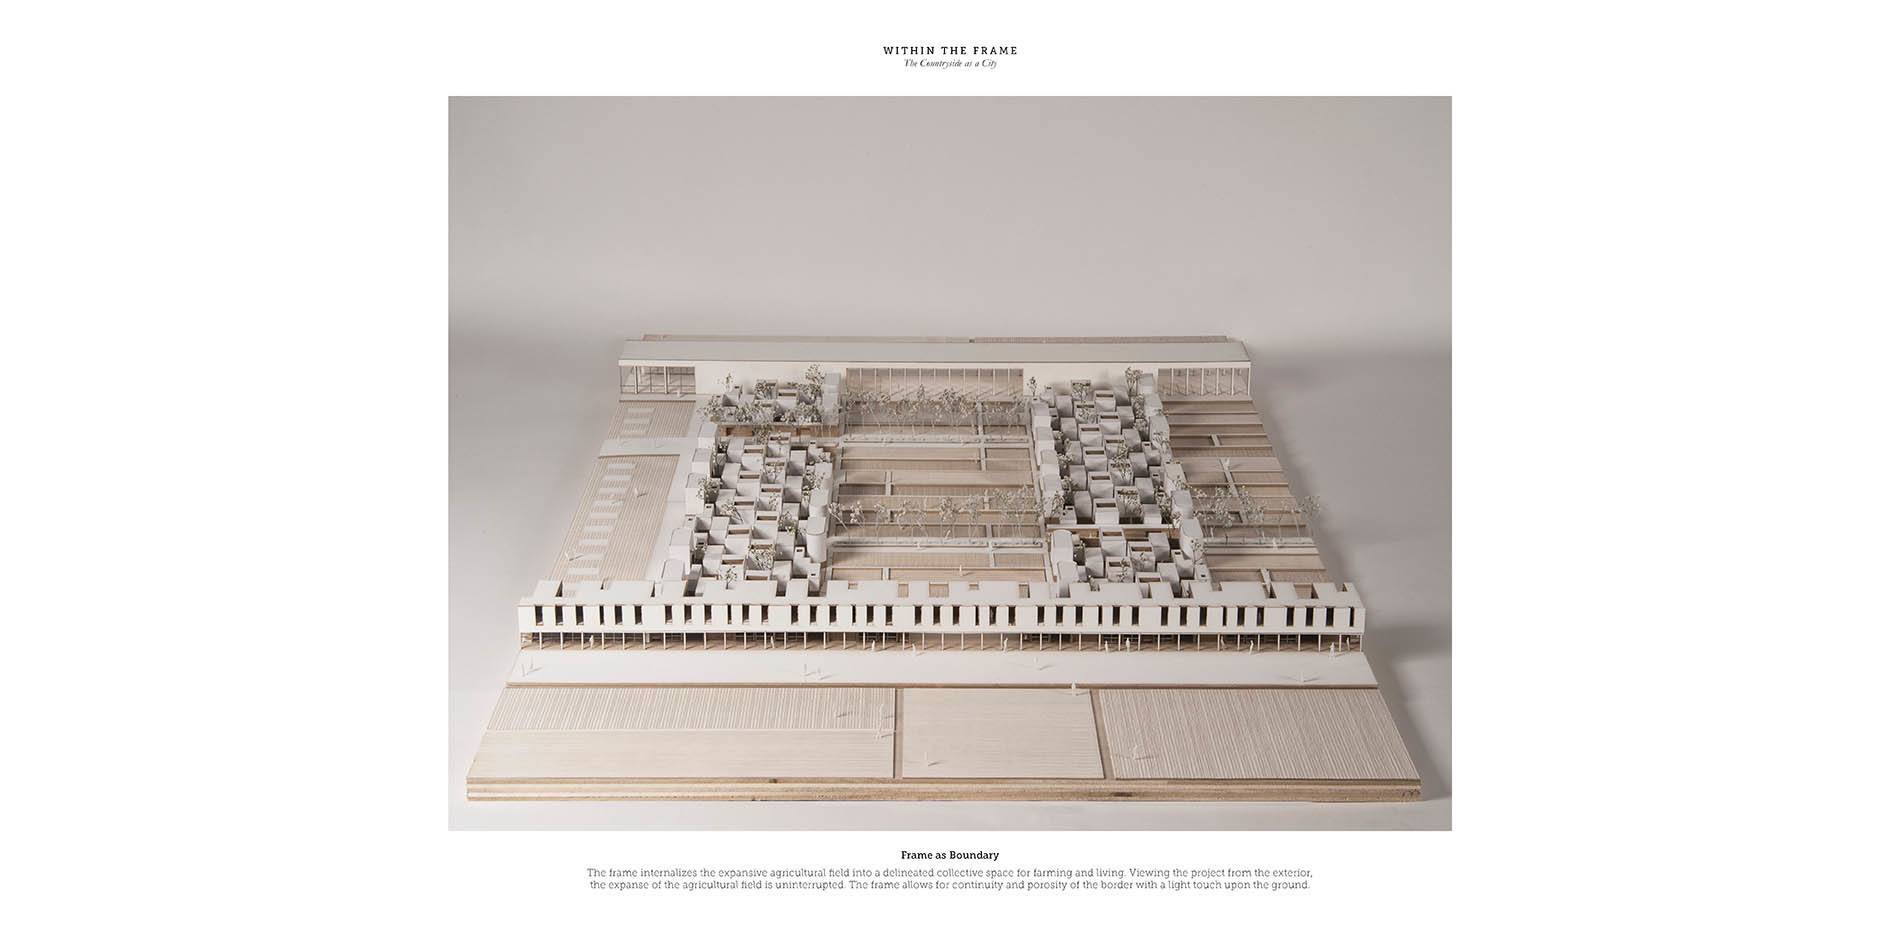 WITHIN THE FRAME
The Countryside as a City
Frame as Boundary
The frame internalizes the expansive agricultural field into a delineated collective space for farming and living. Viewing the project from the exterior,
the expanse of the agricultural field is uninterrupted. The frame allows for continuity and porosity of the border with a light touch upon the ground.